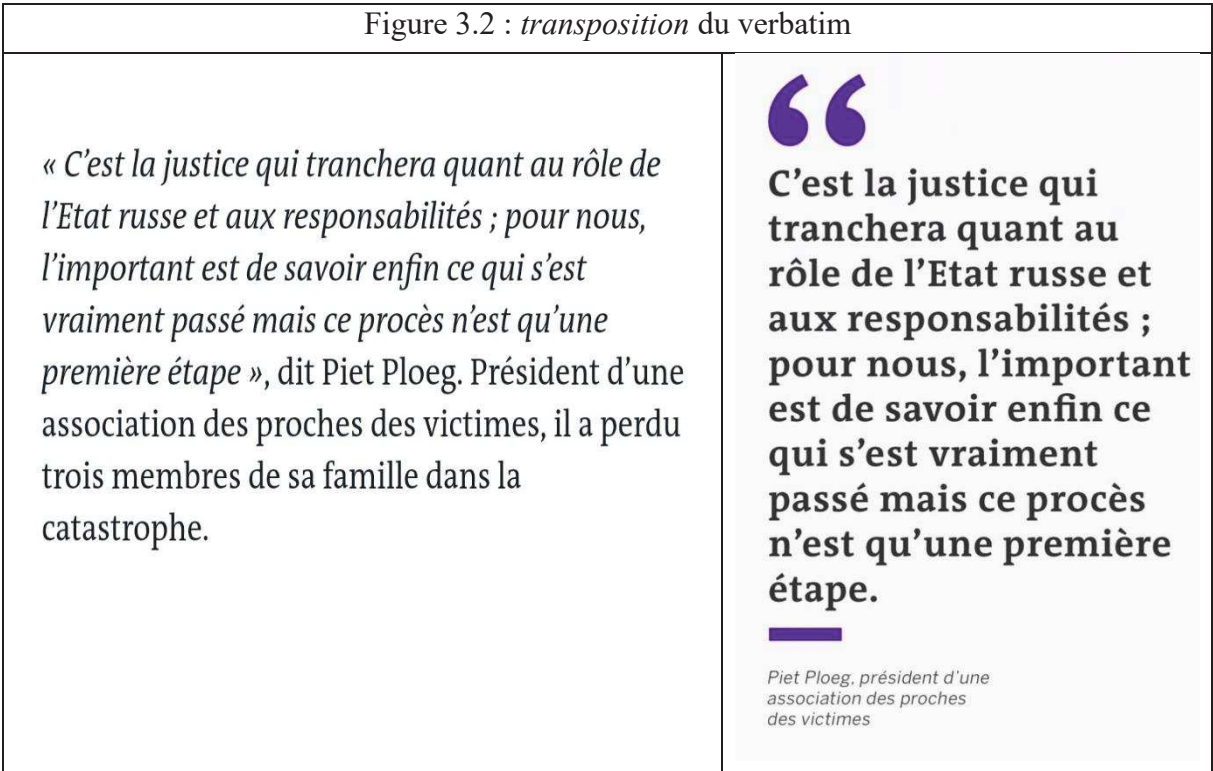 Figure 3.2 : transposition du verbatim
« C’est la justice qui tranchera quant au rôle de
l’Etat russe et aux responsabilités ; pour nous,
l’important est de savoir enfin ce qui s’est
vraiment passé mais ce procès n’est qu’une
première étape », dit Piet Ploeg. Président d’une
association des proches des victimes, il a perdu
trois membres de sa famille dans la
catastrophe.
“
C’est la justice qui
tranchera quant au
rôle de l’Etat russe et
aux responsabilités ;
pour nous, l’important
est de savoir enfin ce
qui s’est vraiment
passé mais ce procès
n’est qu’une première
étape.
Piet Ploeg, président d’une
association des proches
des victimes